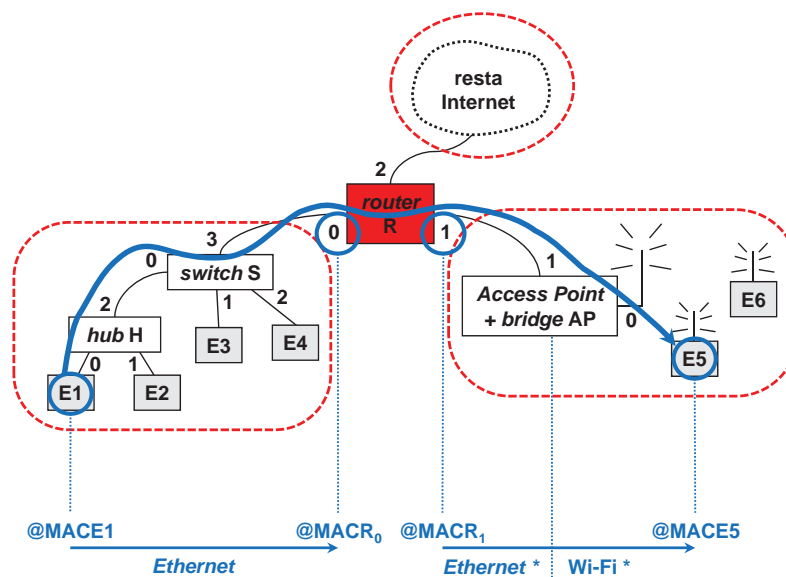 resta
Internet
2
router
R
0
1
3
0
switch S
1
2
2
hub H
0
1
E1
E2
E3
E4
1
Access Point
+ bridge AP
0
E6
E5
@MACE1
@MACR0
@MACR1
@MACE5
Ethernet
Ethernet *
Wi-Fi *